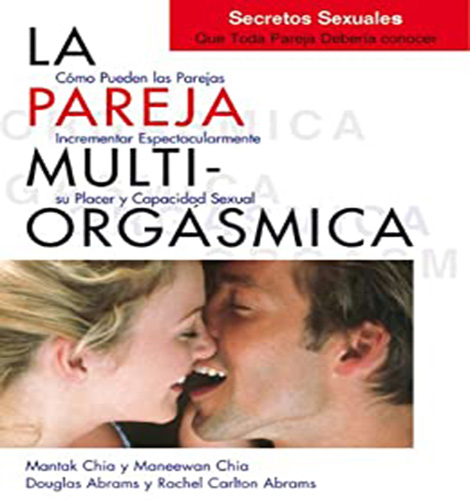 Secretos Sexuales
Que Toda Pareja Debería conocer
LA
Cómo Pueden las Parejas
PAREJA
Incrementar Espectacularmente
MULTI-
su Placer y Capacidad Sexual
ORGÁSMICA
Mantak Chia y Maneewan Chia
Douglas Abrams y Rachel Carlton Abrams